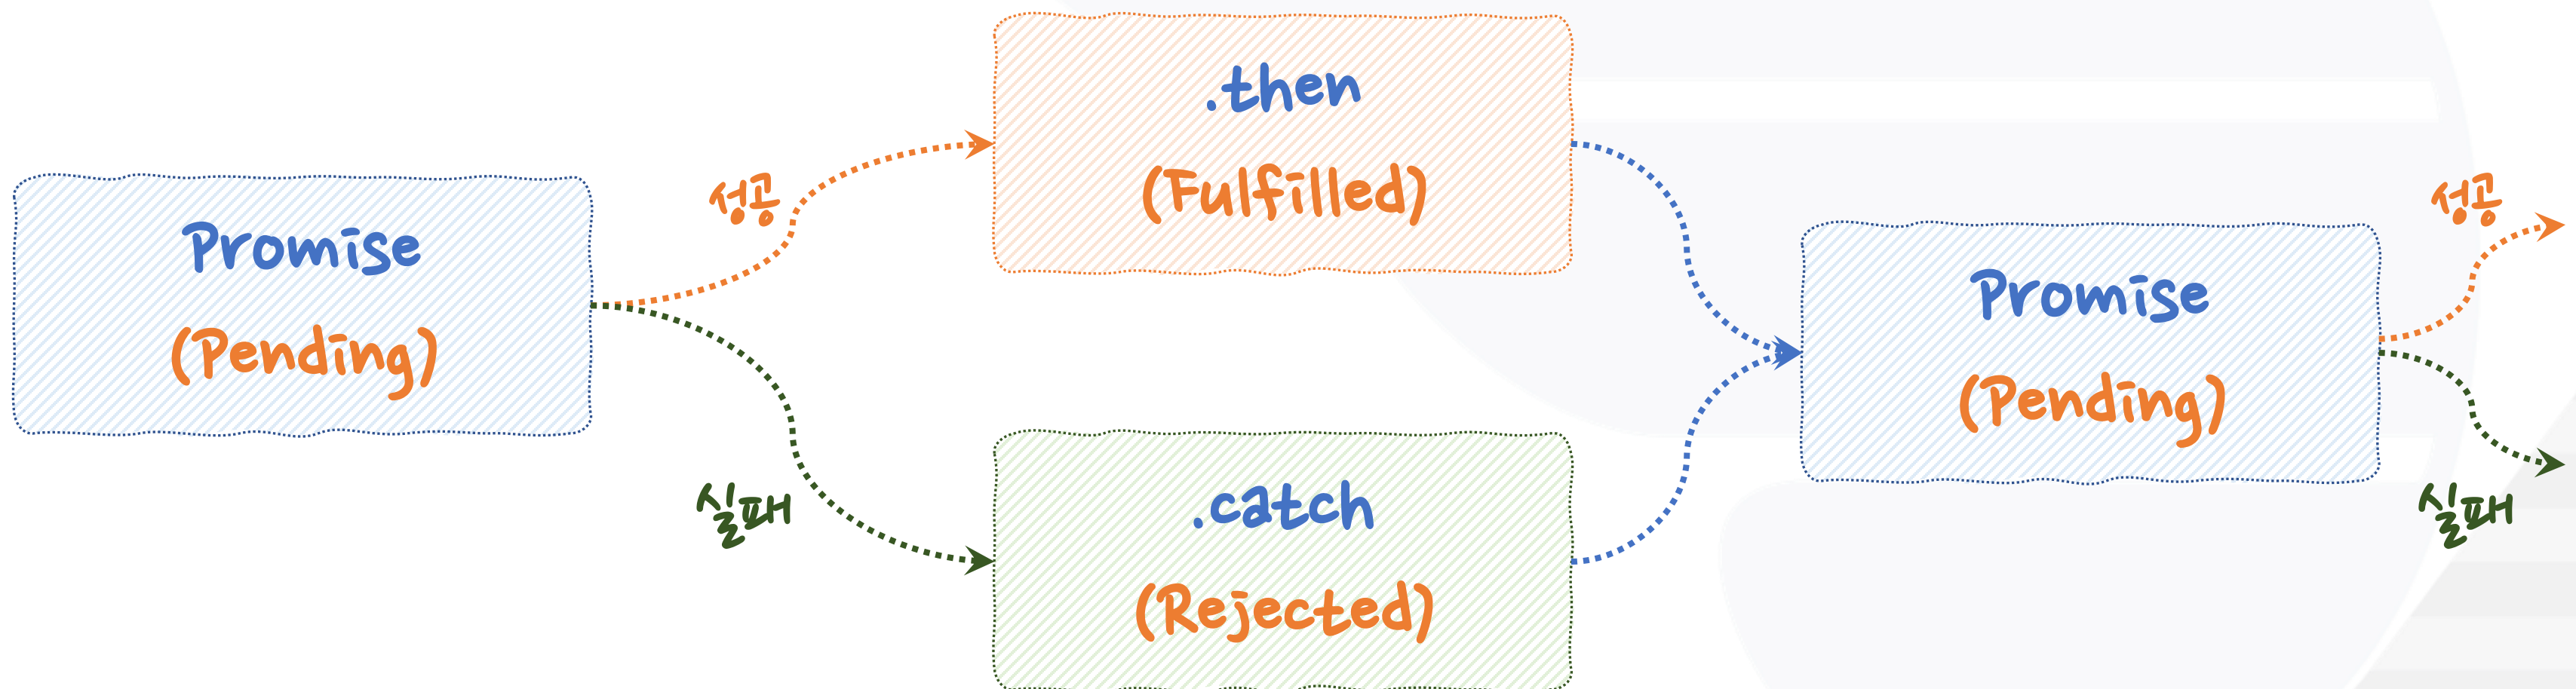 Promise
(Pending)
성공
실패
.then
(Fulfilled)
.catch
(Rejected)
Promise
(Pending)
성공
실패